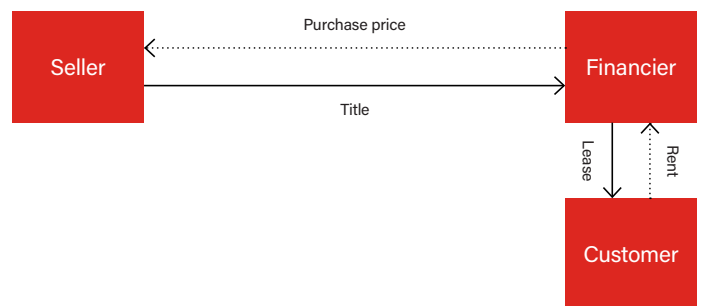 Purchase price
Seller
Financier
Title
Lease
Rent
Customer